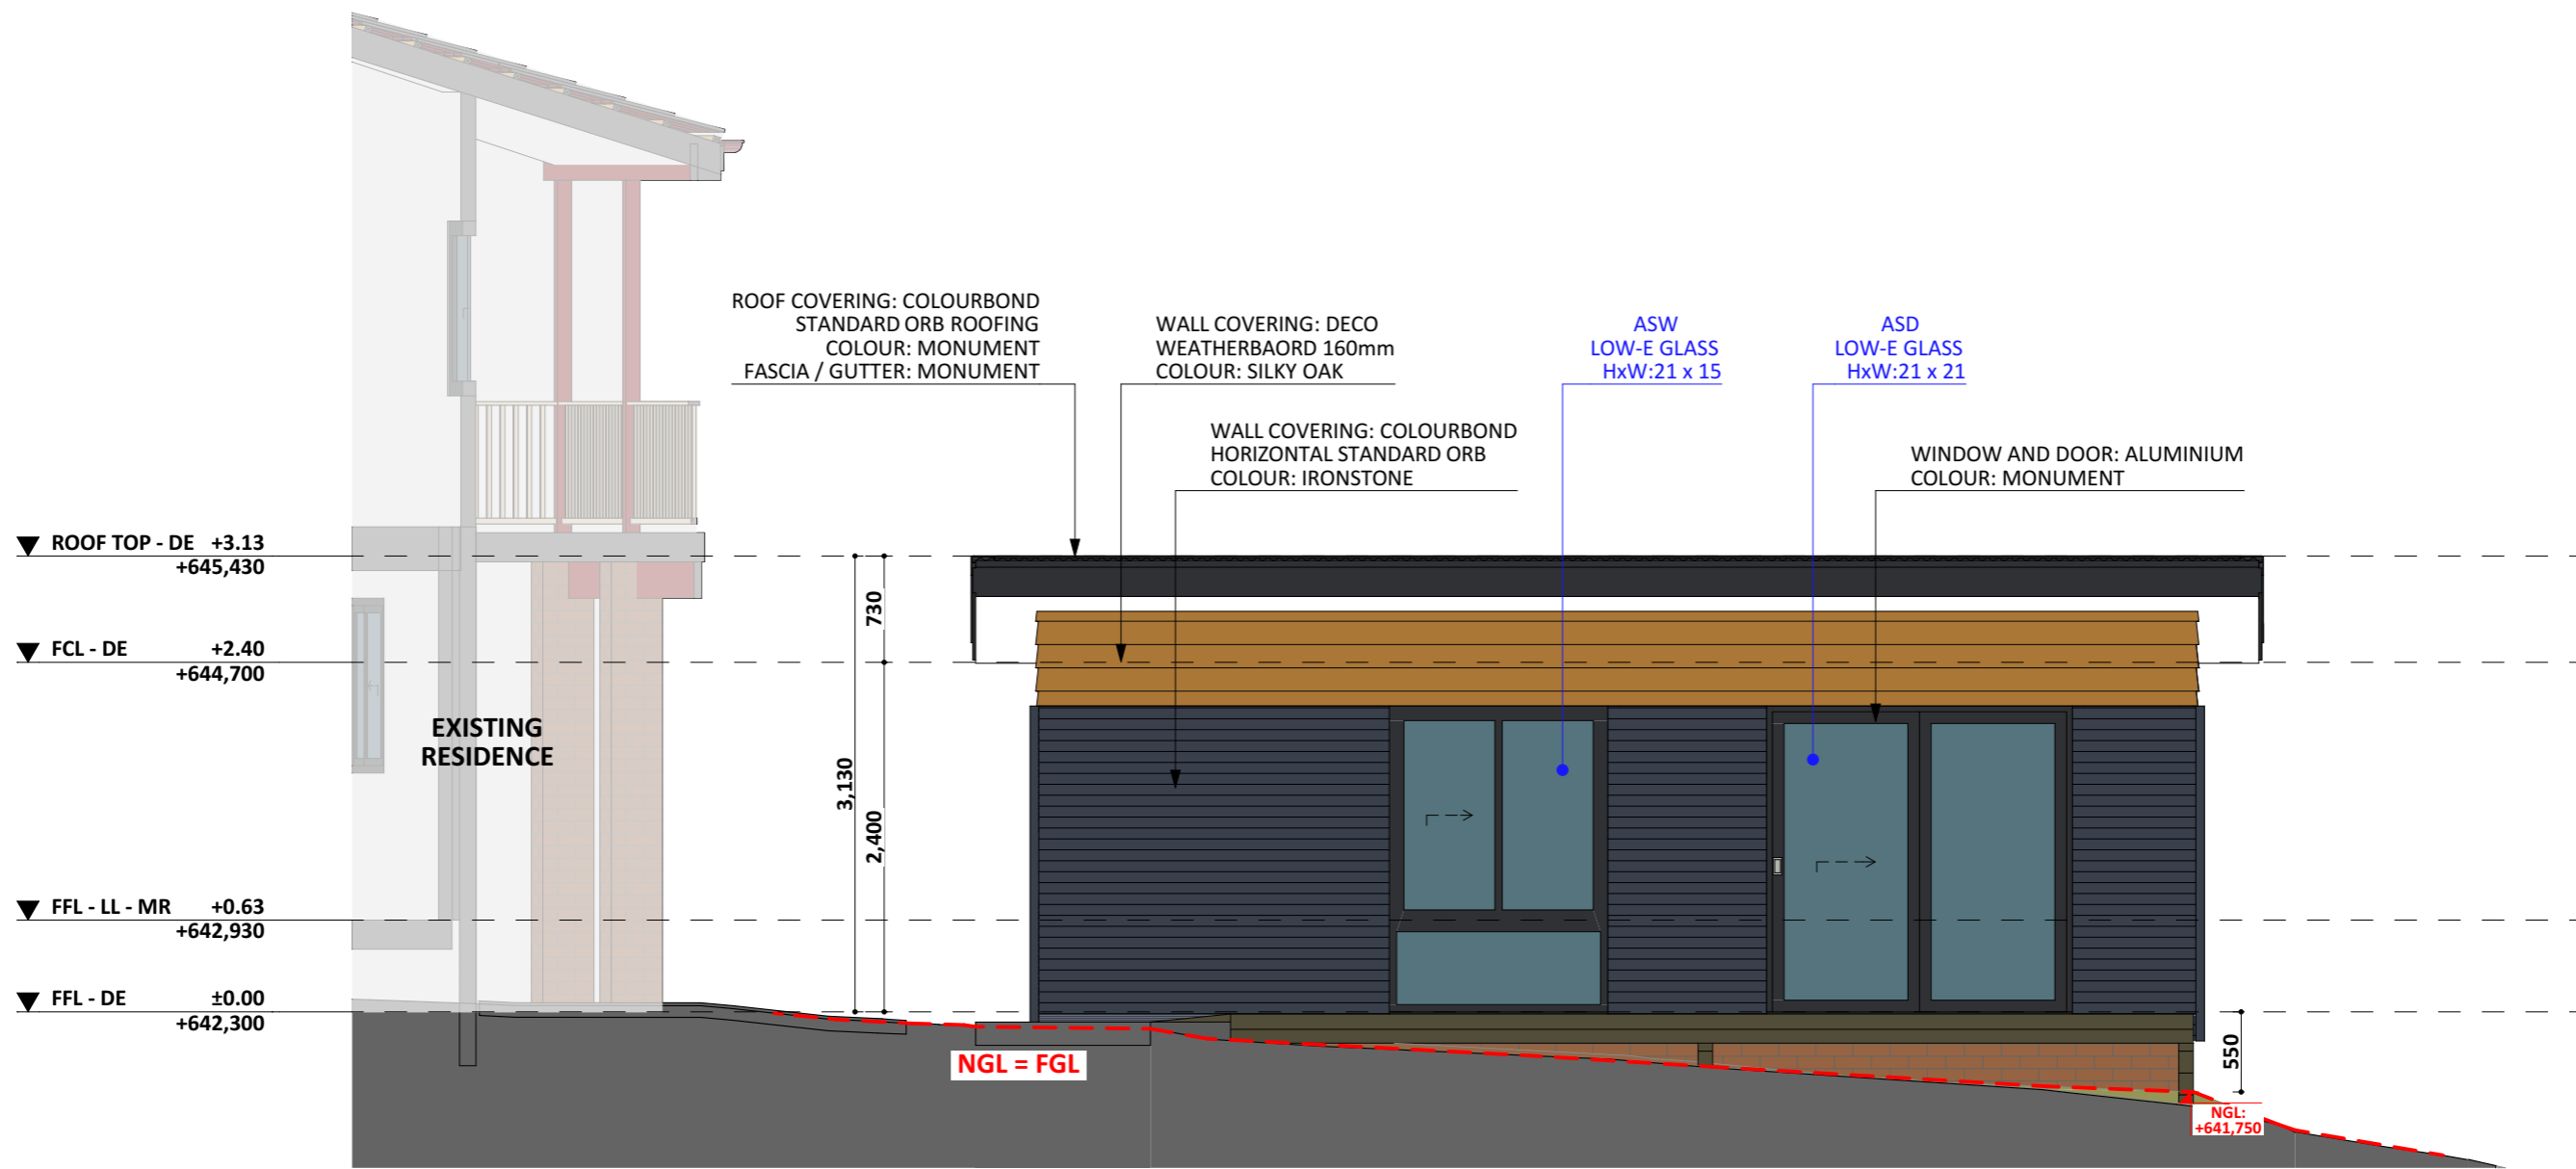 ROOF COVERING: COLOURBOND
STANDARD ORB ROOFING
COLOUR: MONUMENT
FASCIA / GUTTER: MONUMENT
WALL COVERING: DECO
WEATHERBAORD 160mm
COLOUR: SILKY OAK
ASW
LOW-E GLASS
HxW:21 x 15
ASD
LOW-E GLASS
HxW:21 x 21
WALL COVERING: COLOURBOND
HORIZONTAL STANDARD ORB
COLOUR: IRONSTONE
WINDOW AND DOOR: ALUMINIUM
COLOUR: MONUMENT
ROOF TOP - DE +3.13
+645,430
FCL - DE +2.40
+644,700
EXISTING
RESIDENCE
FFL - LL - MR +0.63
+642,930
FFL - DE ±0.00
+642,300
3,130
730
2,400
550
NGL = FGL
NGL:
+641,750